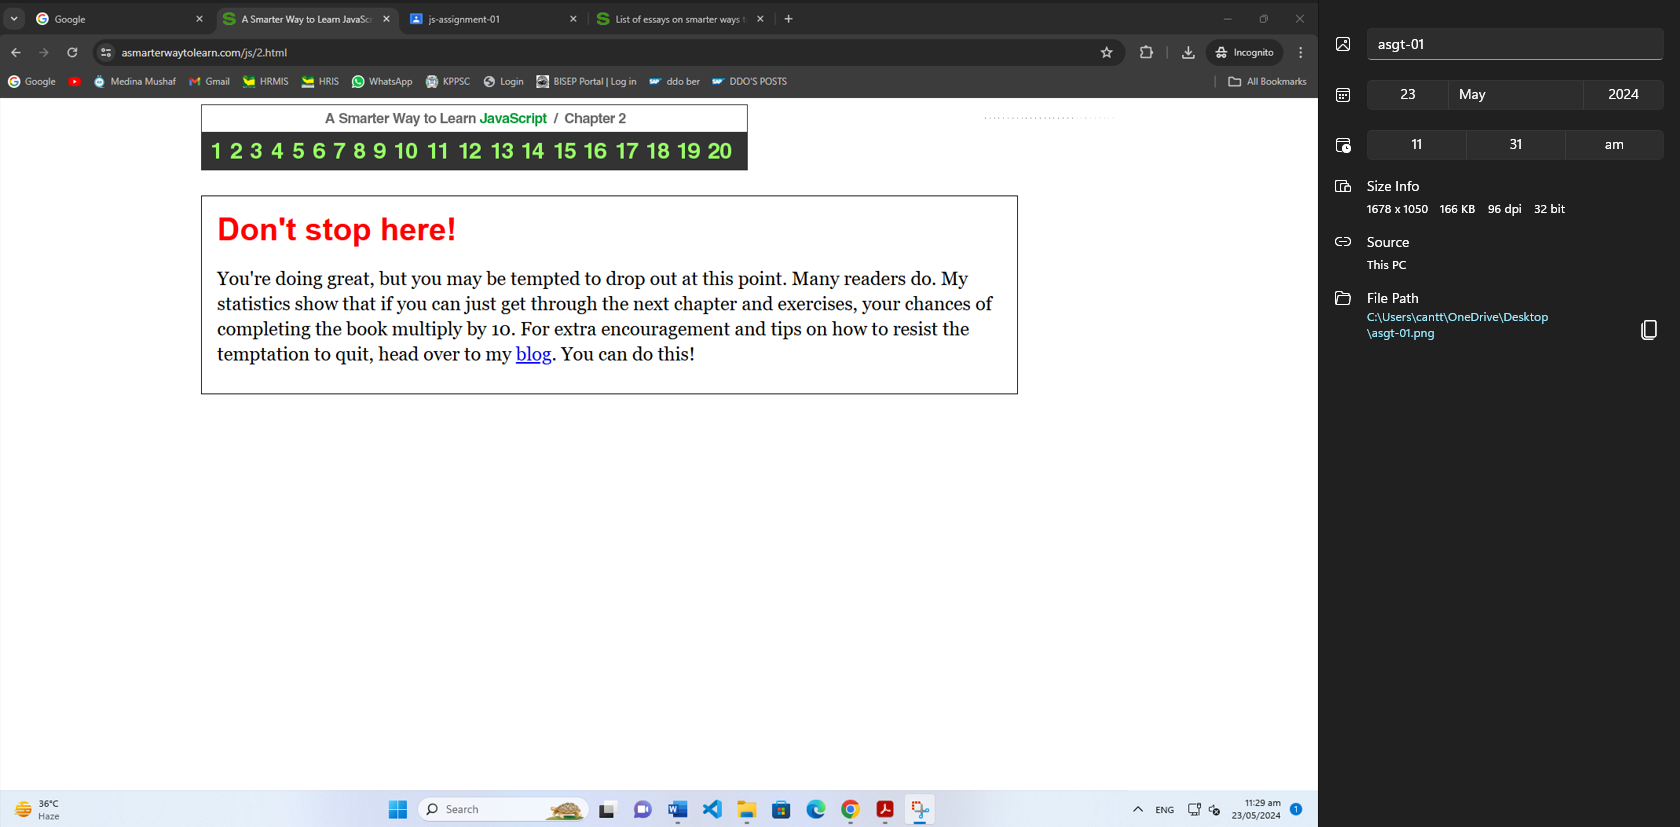 Google
A Smarter Way to Learn JavaSc
js-assignment-01
List of essays on smarter ways t
asmarterwaytolearn.com/js/2.html
Incognito
Google
Medina Mushaf
Gmail
HRMIS
HRIS
WhatsApp
KPPSC
Login
BISEP Portal | Log in
ddo ber
DDO'S POSTS
All Bookmarks
A Smarter Way to Learn JavaScript / Chapter 2
1 2 3 4 5 6 7 8 9 10 11 12 13 14 15 16 17 18 19 20
Don't stop here!
You're doing great, but you may be tempted to drop out at this point. Many readers do. My
statistics show that if you can just get through the next chapter and exercises, your chances of
completing the book multiply by 10. For extra encouragement and tips on how to resist the
temptation to quit, head over to my blog. You can do this!
36°C
Haze
Search
ENG
11:29 am
23/05/2024
1
asgt-01
23 May 2024
11 31 am
Size Info
1678 x 1050 166 KB 96 dpi 32 bit
Source
This PC
File Path
C:\Users\cantt\OneDrive\Desktop
\asgt-01.png